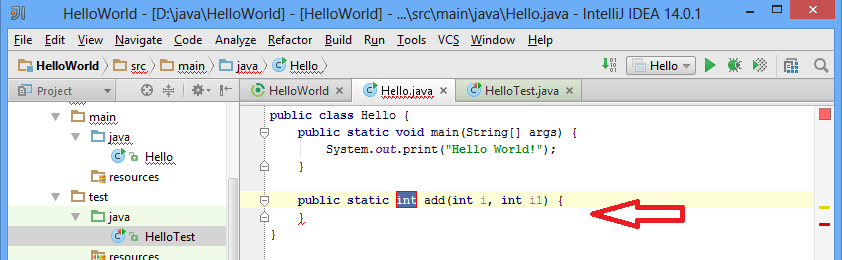 HelloWorld - [D:\java\HelloWorld] - [HelloWorld] - ...\src\main\java\Hello.java - IntelliJ IDEA 14.0.1
File Edit View Navigate Code Analyze Refactor Build Run Tools VCS Window Help
HelloWorld src main java Hello Hello
Project HelloWorld Hello.java HelloTest.java
main
java
Hello
resources
test
java
HelloTest
resources
public class Hello {
public static void main(String[] args) {
System.out.print("Hello World!");
}
public static int add(int i, int i1) {
}
}